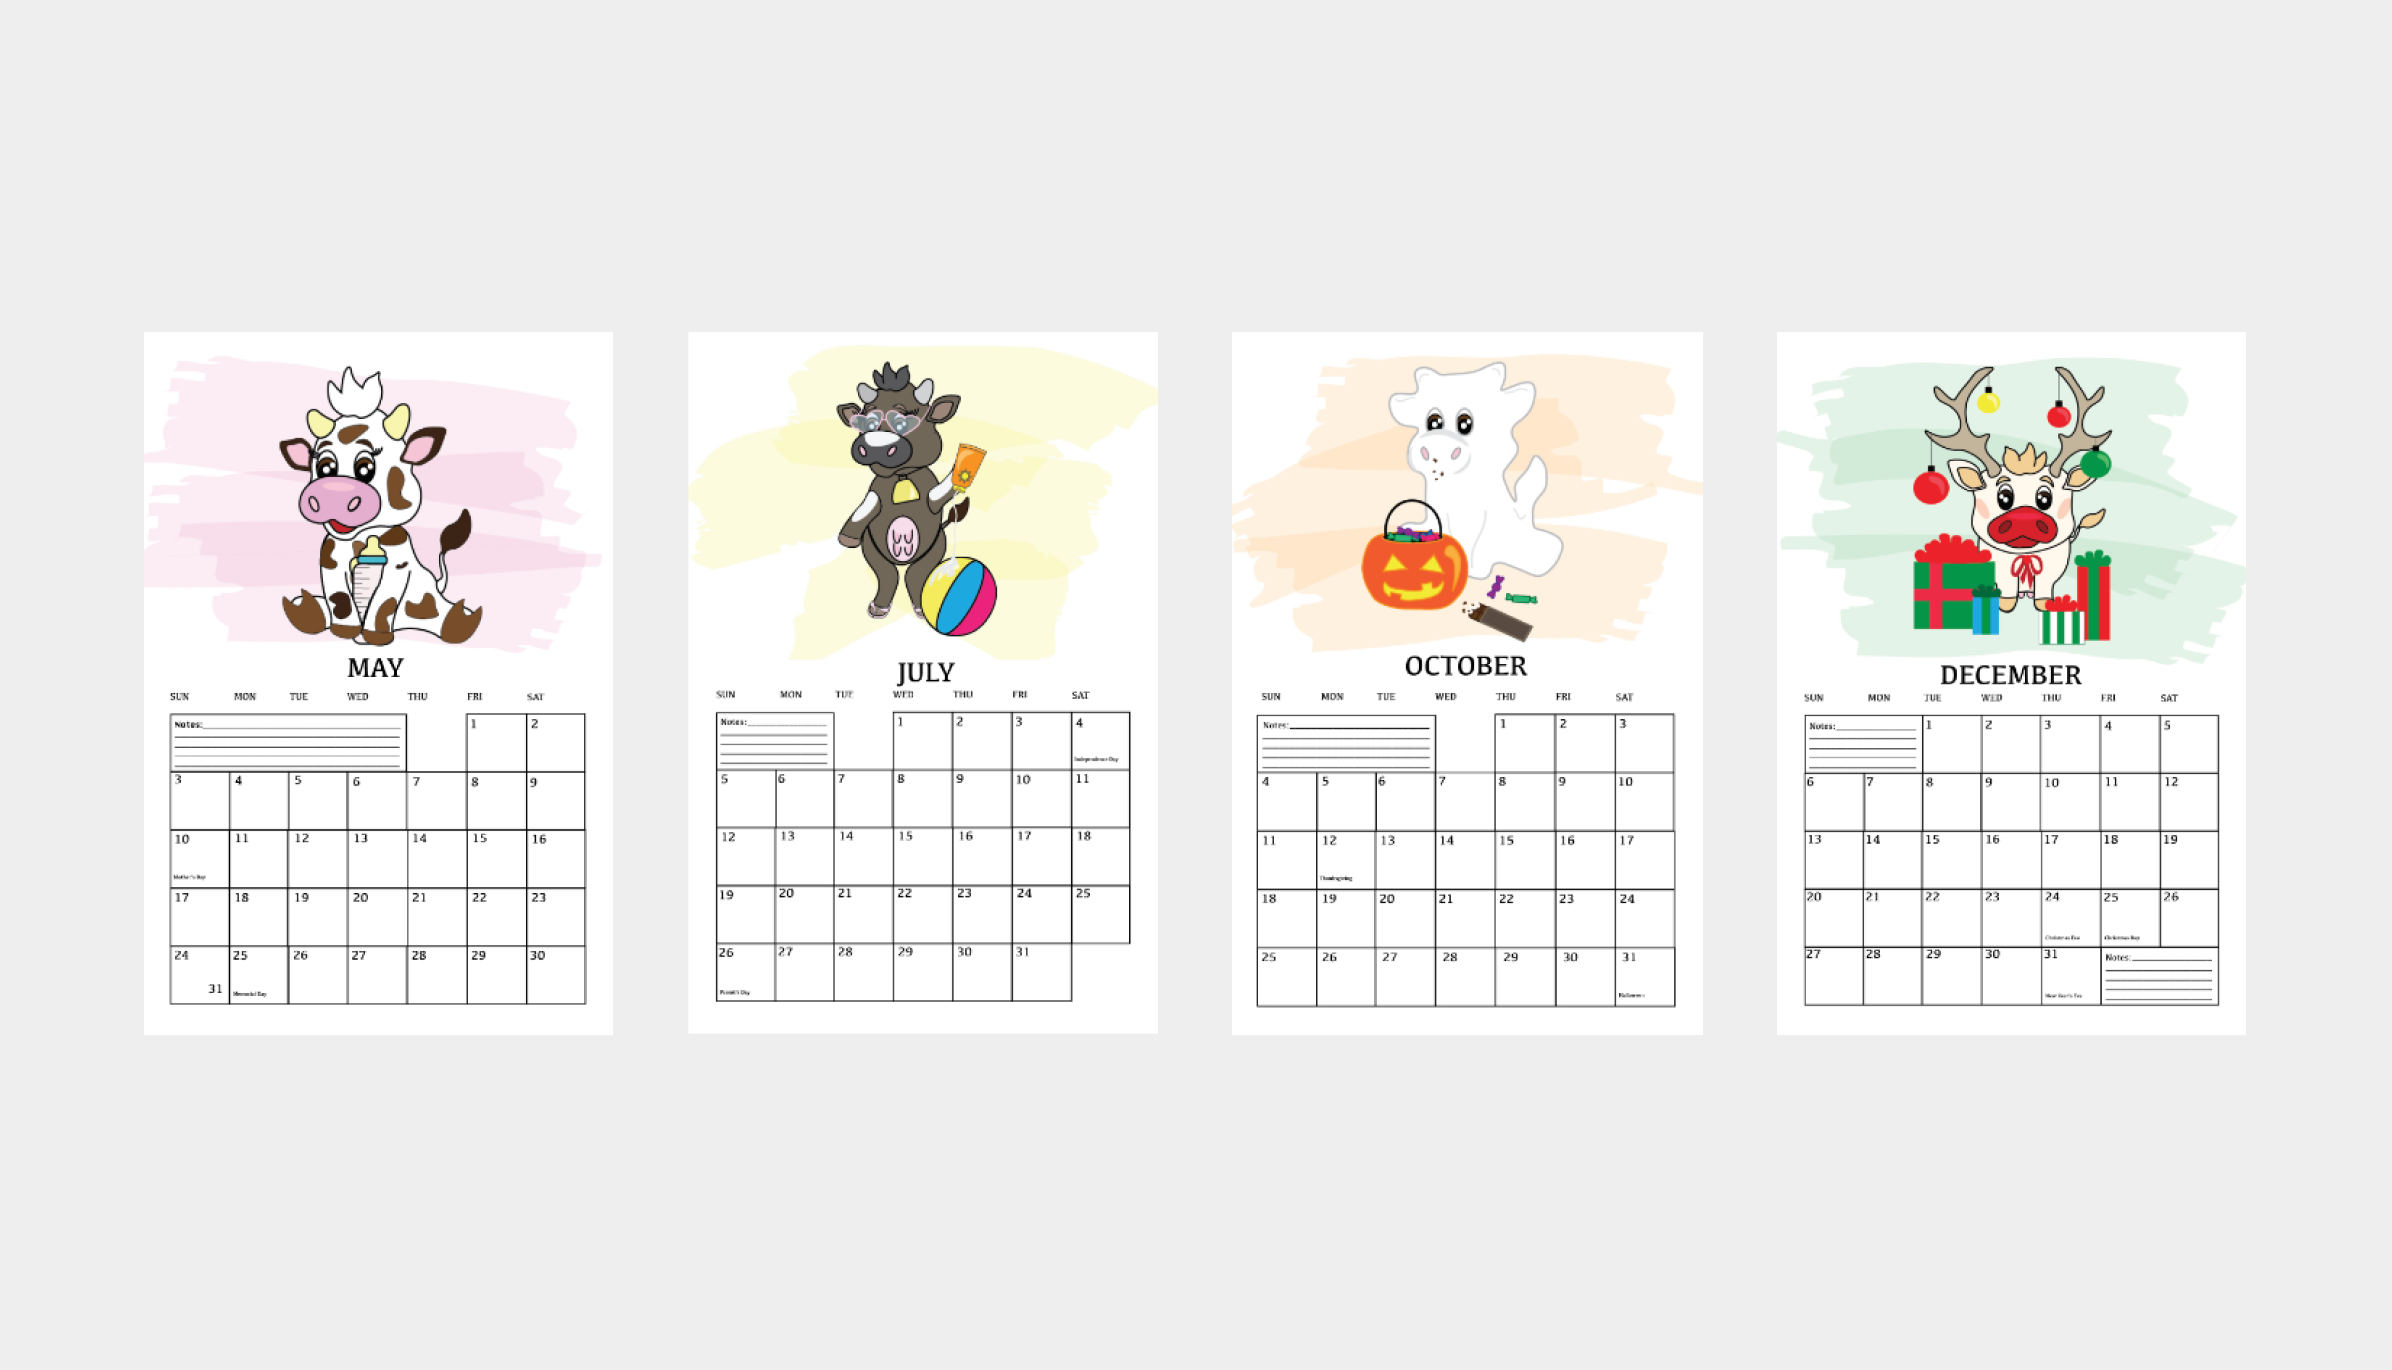 MAY
SUN MON TUE WED THU FRI SAT
Notes: 1 2
3 4 5 6 7 8 9
10 11 12 13 14 15 16
Mother's Day
17 18 19 20 21 22 23
24 25 26 27 28 29 30
31 Memorial Day
JULY
SUN MON TUE WED THU FRI SAT
Notes: 1 2 3 4
Independence Day
5 6 7 8 9 10 11
12 13 14 15 16 17 18
19 20 21 22 23 24 25
26 27 28 29 30 31
Parent's Day
OCTOBER
SUN MON TUE WED THU FRI SAT
Notes: 1 2 3
4 5 6 7 8 9 10
11 12 13 14 15 16 17
Thanksgiving
18 19 20 21 22 23 24
25 26 27 28 29 30 31
Halloween
DECEMBER
SUN MON TUE WED THU FRI SAT
Notes: 1 2 3 4 5
6 7 8 9 10 11 12
13 14 15 16 17 18 19
20 21 22 23 24 25 26
Christmas Eve Christmas Day
27 28 29 30 31 Notes:
New Year's Eve